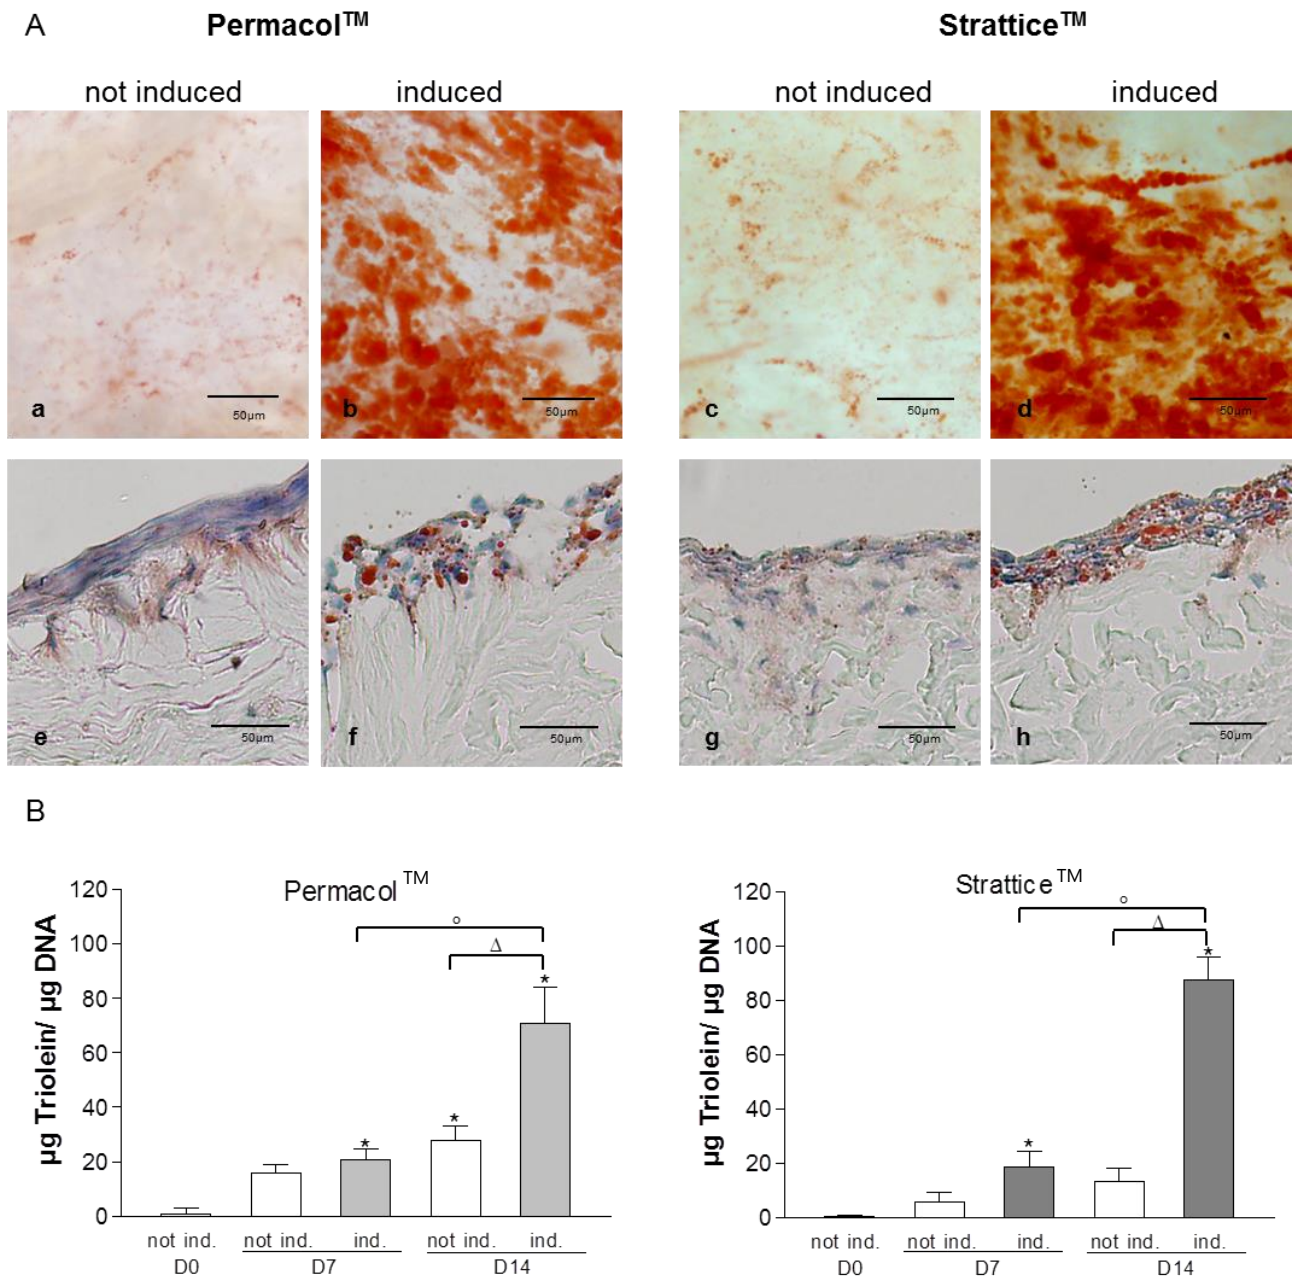 A
Permacol™
Strattice™
not induced
induced
not induced
induced
a
50µm
b
50µm
c
50µm
d
50µm
e
50µm
f
50µm
g
50µm
h
50µm
B
Permacol™
µg Triolein/ µg DNA
120
100
80
60
40
20
0
°
Δ
*
*
*
not ind.
not ind.
ind.
not ind.
ind.
D0
D7
D14
Strattice™
µg Triolein/ µg DNA
120
100
80
60
40
20
0
°
Δ
*
*
not ind.
not ind.
ind.
not ind.
ind.
D0
D7
D14